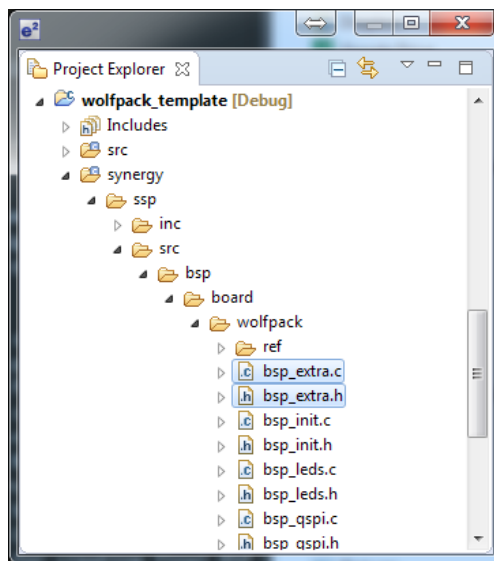 e²
Project Explorer
wolfpack_template [Debug]
Includes
src
synergy
ssp
inc
src
bsp
board
wolfpack
ref
.c bsp_extra.c
.h bsp_extra.h
.c bsp_init.c
.h bsp_init.h
.c bsp_leds.c
.h bsp_leds.h
.c bsp_qspi.c
.h bsp_qspi.h